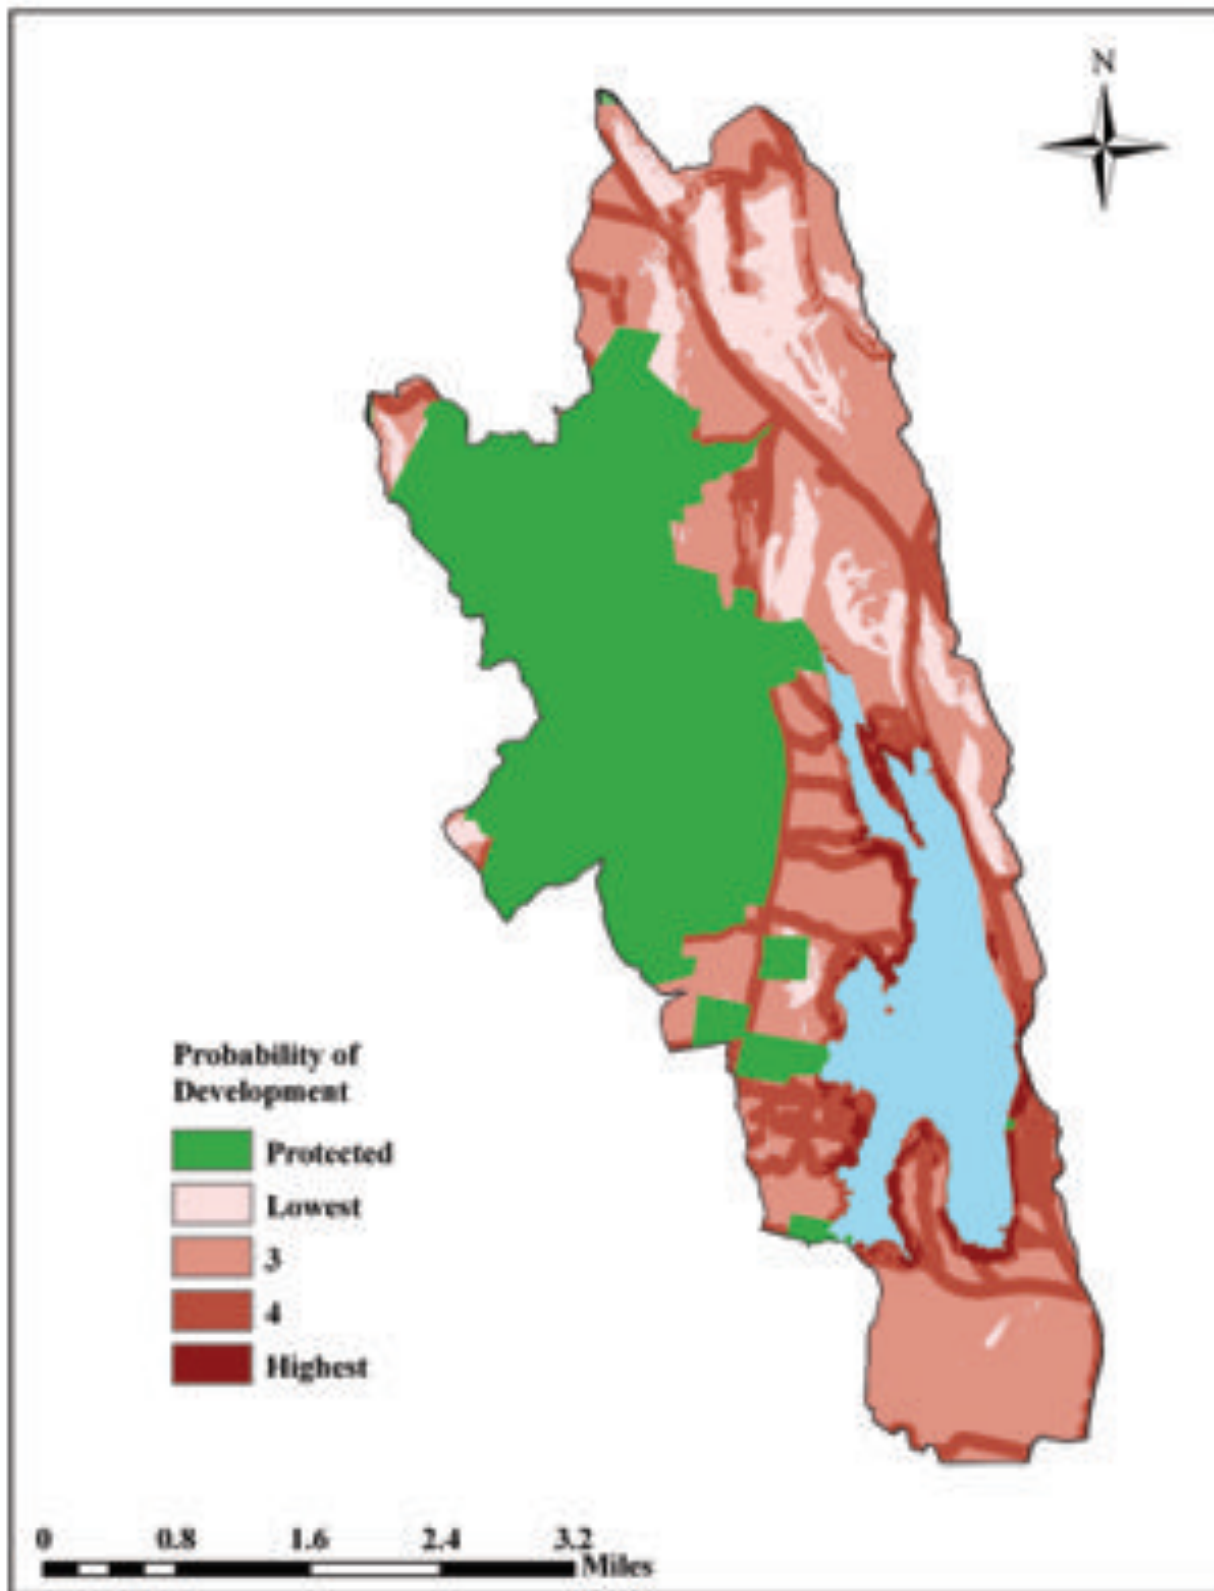 N
Probability of
Development
Protected
Lowest
3
4
Highest
0 0.8 1.6 2.4 3.2
Miles